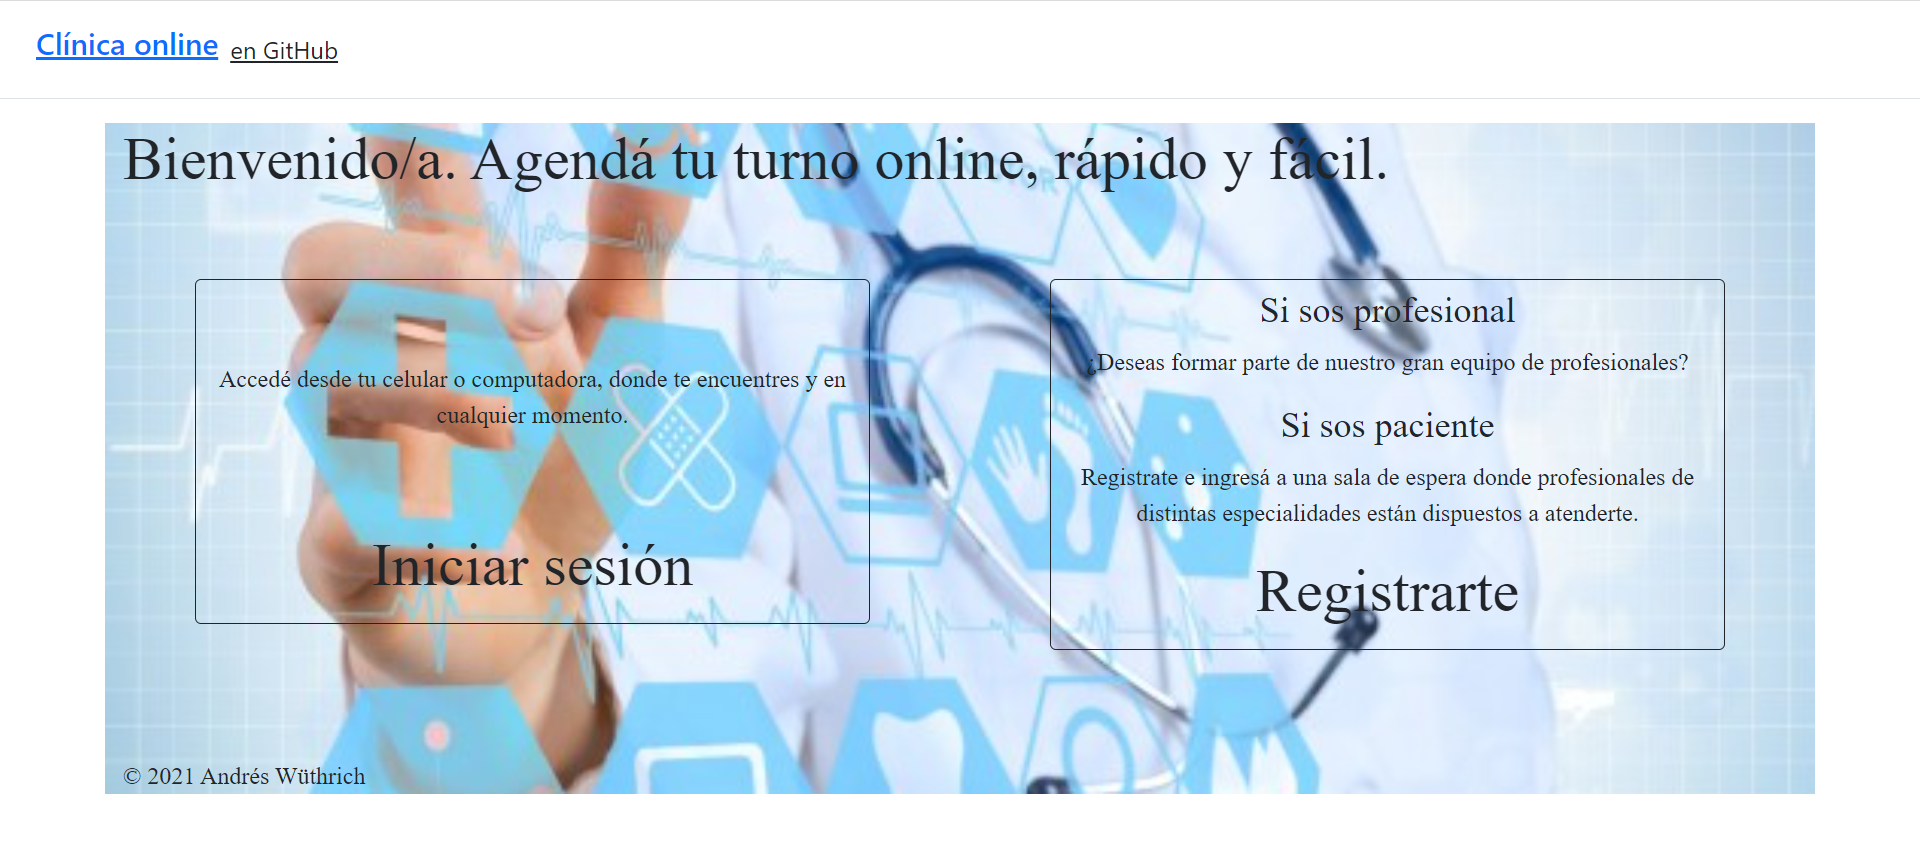 Clínica online en GitHub
Bienvenido/a. Agendá tu turno online, rápido y fácil.
Accedé desde tu celular o computadora, donde te encuentres y en
cualquier momento.
Iniciar sesión
Si sos profesional
¿Deseas formar parte de nuestro gran equipo de profesionales?
Si sos paciente
Registrate e ingresá a una sala de espera donde profesionales de
distintas especialidades están dispuestos a atenderte.
Registrarte
© 2021 Andrés Wüthrich